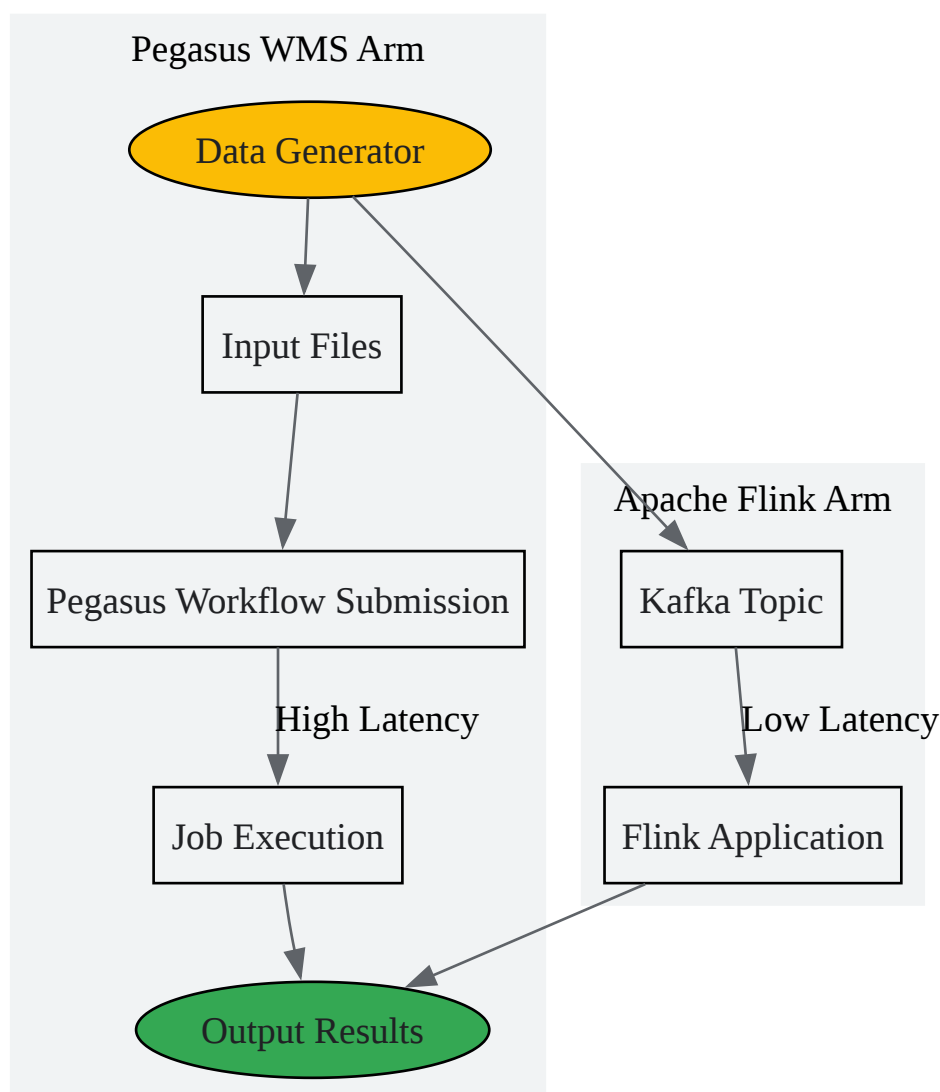 Pegasus WMS Arm
Data Generator
Input Files
Apache Flink Arm
Pegasus Workflow Submission
Kafka Topic
High Latency
Low Latency
Job Execution
Flink Application
Output Results